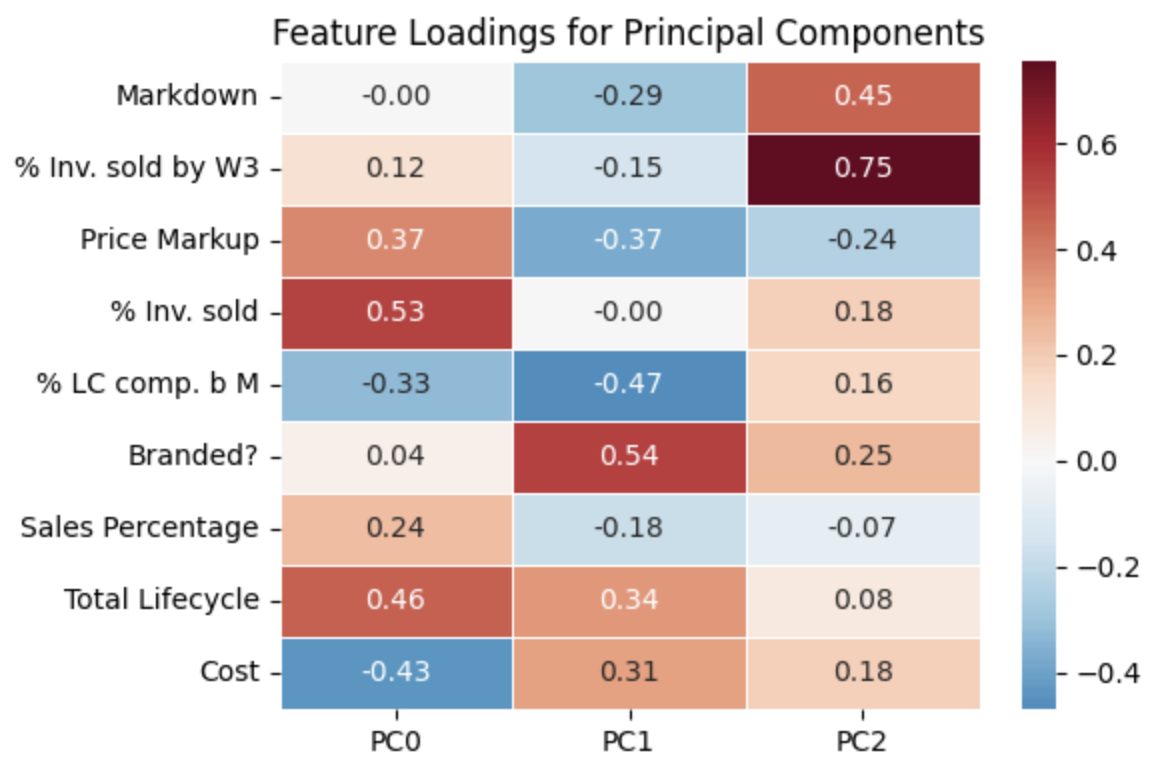 Feature Loadings for Principal Components
Markdown -0.00 -0.29 0.45
% Inv. sold by W3 0.12 -0.15 0.75
Price Markup 0.37 -0.37 -0.24
% Inv. sold 0.53 -0.00 0.18
% LC comp. b M -0.33 -0.47 0.16
Branded? 0.04 0.54 0.25
Sales Percentage 0.24 -0.18 -0.07
Total Lifecycle 0.46 0.34 0.08
Cost -0.43 0.31 0.18
PC0 PC1 PC2
0.6
0.4
0.2
0.0
−0.2
−0.4